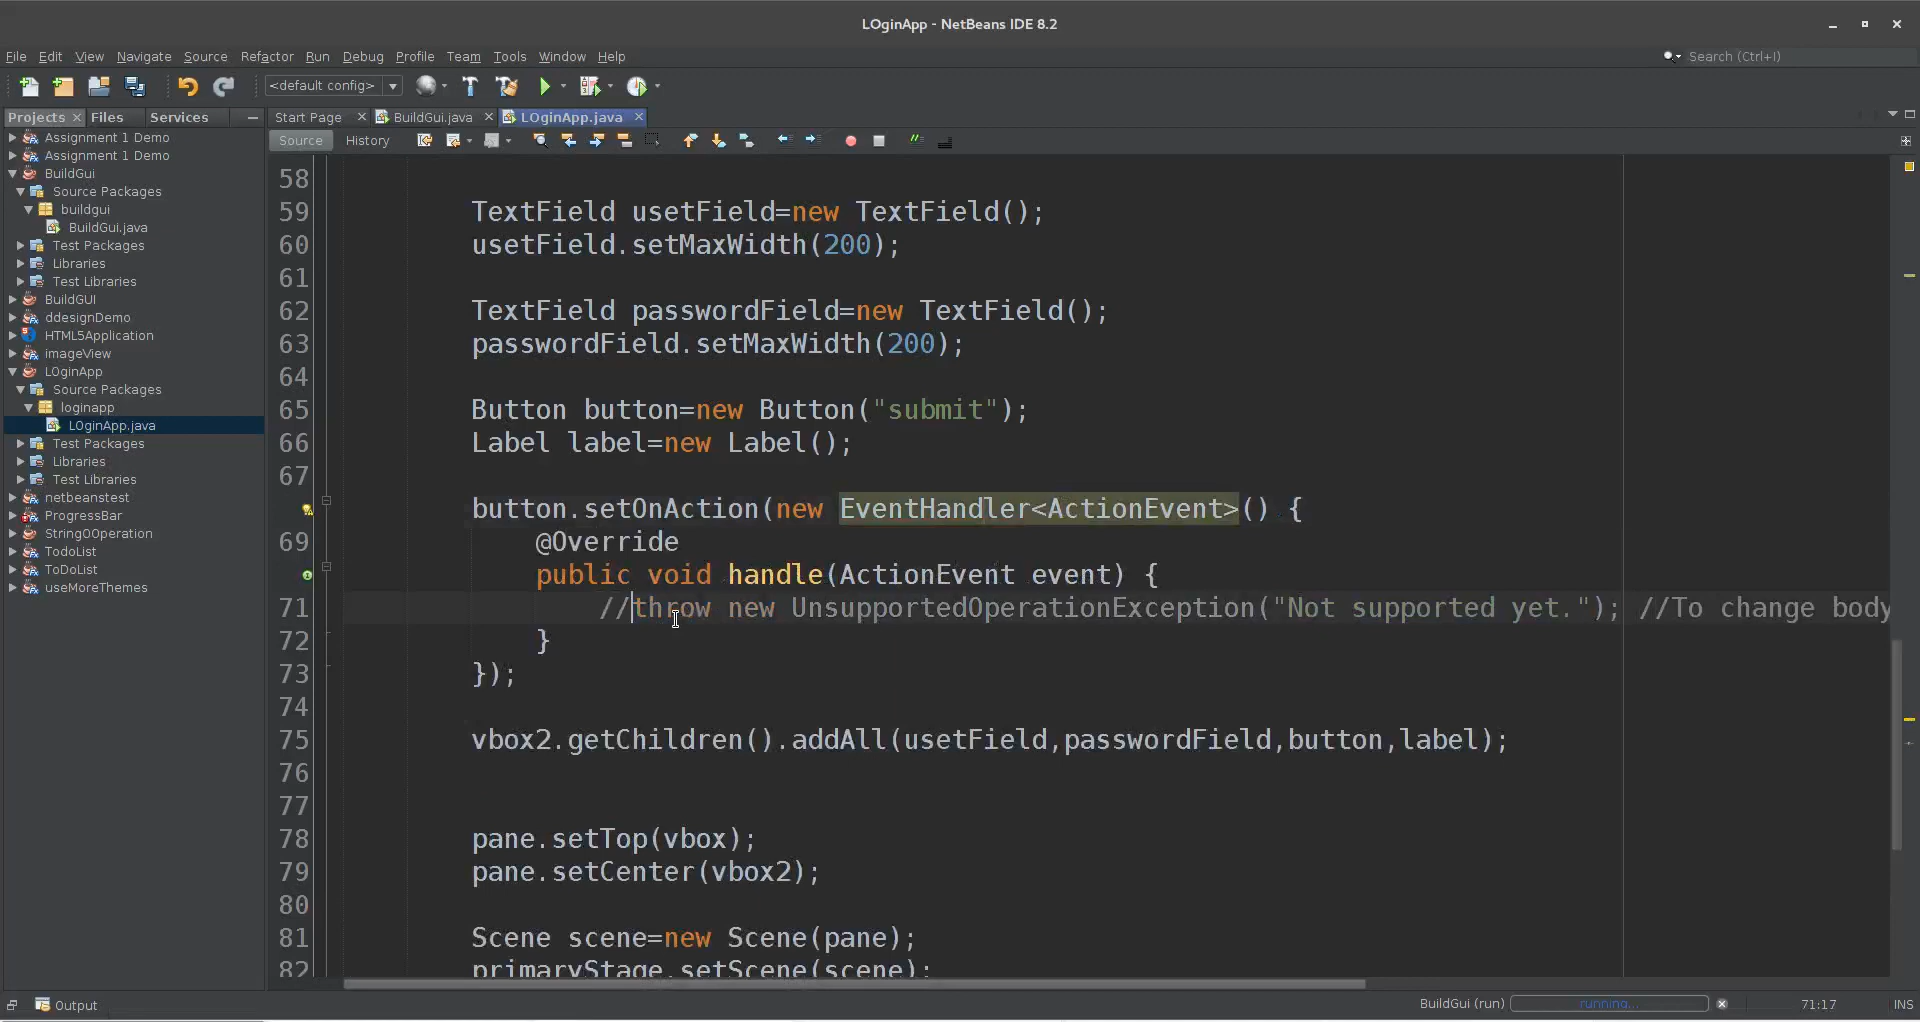 LOginApp - NetBeans IDE 8.2
File Edit View Navigate Source Refactor Run Debug Profile Team Tools Window Help
Search (Ctrl+I)
<default config>
Projects Files Services
Start Page BuildGui.java LOginApp.java
Source History
Assignment 1 Demo
Assignment 1 Demo
BuildGui
Source Packages
buildgui
BuildGui.java
Test Packages
Libraries
Test Libraries
BuildGUI
ddesignDemo
HTML5Application
imageView
LOginApp
Source Packages
loginapp
LOginApp.java
Test Packages
Libraries
Test Libraries
netbeanstest
ProgressBar
StringOOperation
TodoList
ToDoList
useMoreThemes
58
59 TextField usetField=new TextField();
60 usetField.setMaxWidth(200);
61
62 TextField passwordField=new TextField();
63 passwordField.setMaxWidth(200);
64
65 Button button=new Button("submit");
66 Label label=new Label();
67
button.setOnAction(new EventHandler<ActionEvent>() {
69 @Override
public void handle(ActionEvent event) {
71 //throw new UnsupportedOperationException("Not supported yet."); //To change body
72 }
73 });
74
75 vbox2.getChildren().addAll(usetField,passwordField,button,label);
76
77
78 pane.setTop(vbox);
79 pane.setCenter(vbox2);
80
81 Scene scene=new Scene(pane);
82 primaryStage.setScene(scene);
Output
BuildGui (run) running... 71:17 INS